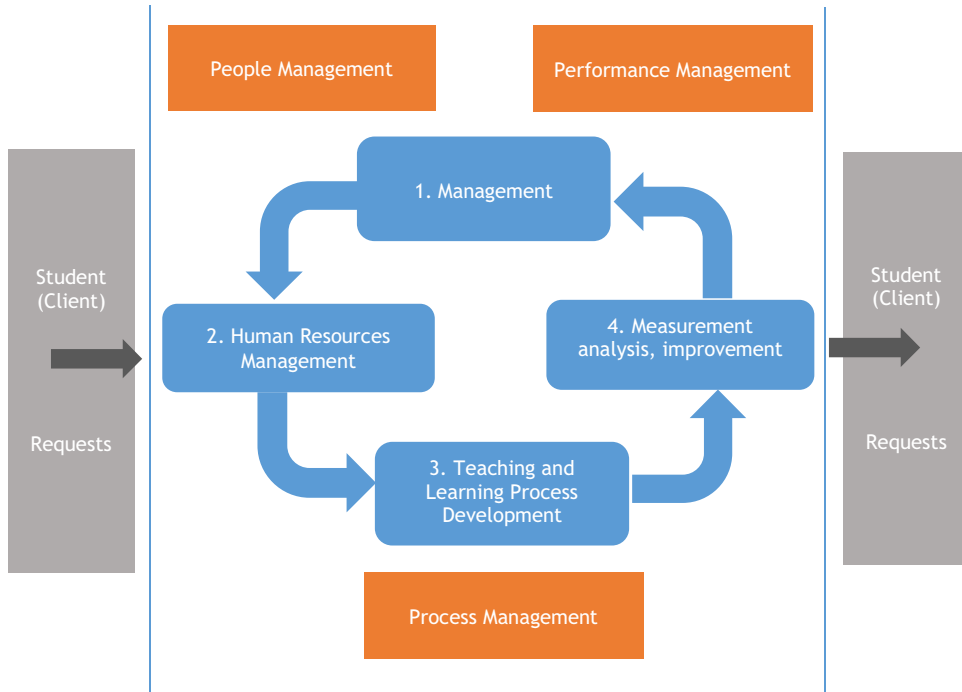 People Management
Performance Management
1. Management
Student
(Client)
Requests
2. Human Resources
Management
4. Measurement
analysis, improvement
Student
(Client)
Requests
3. Teaching and
Learning Process
Development
Process Management